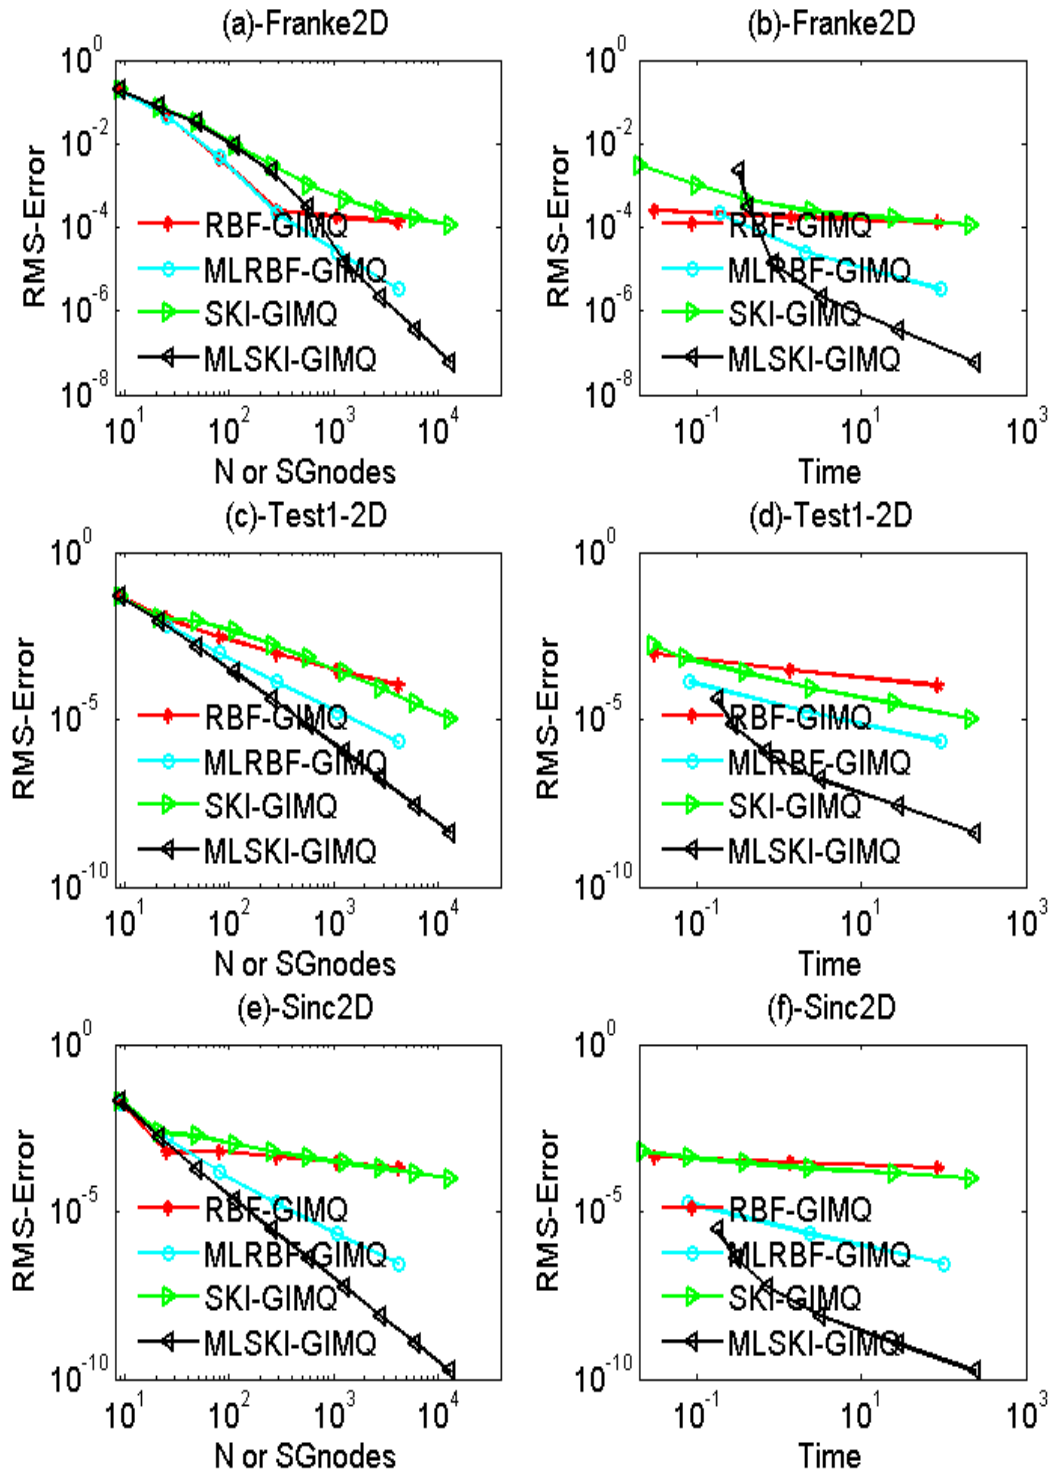 (a)-Franke2D
10^0
10^-2
10^-4
10^-6
10^-8
RMS-Error
RBF-GIMQ
MLRBF-GIMQ
SKI-GIMQ
MLSKI-GIMQ
10^1 10^2 10^3 10^4
N or SGnodes
(b)-Franke2D
10^0
10^-2
10^-4
10^-6
10^-8
RMS-Error
RBF-GIMQ
MLRBF-GIMQ
SKI-GIMQ
MLSKI-GIMQ
10^-1 10^1 10^3
Time
(c)-Test1-2D
10^0
10^-5
10^-10
RMS-Error
RBF-GIMQ
MLRBF-GIMQ
SKI-GIMQ
MLSKI-GIMQ
10^1 10^2 10^3 10^4
N or SGnodes
(d)-Test1-2D
10^0
10^-5
10^-10
RMS-Error
RBF-GIMQ
MLRBF-GIMQ
SKI-GIMQ
MLSKI-GIMQ
10^-1 10^1 10^3
Time
(e)-Sinc2D
10^0
10^-5
10^-10
RMS-Error
RBF-GIMQ
MLRBF-GIMQ
SKI-GIMQ
MLSKI-GIMQ
10^1 10^2 10^3 10^4
N or SGnodes
(f)-Sinc2D
10^0
10^-5
10^-10
RMS-Error
RBF-GIMQ
MLRBF-GIMQ
SKI-GIMQ
MLSKI-GIMQ
10^-1 10^1 10^3
Time